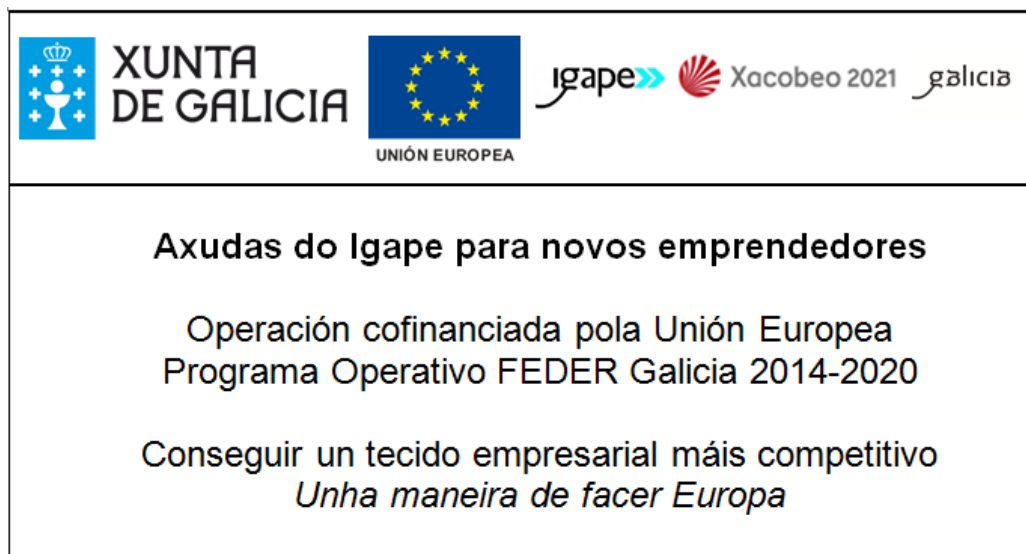 XUNTA
DE GALICIA
UNIÓN EUROPEA
igape
Xacobeo 2021
galicia
Axudas do Igape para novos emprendedores
Operación cofinanciada pola Unión Europea
Programa Operativo FEDER Galicia 2014-2020
Conseguir un tecido empresarial máis competitivo
Unha maneira de facer Europa